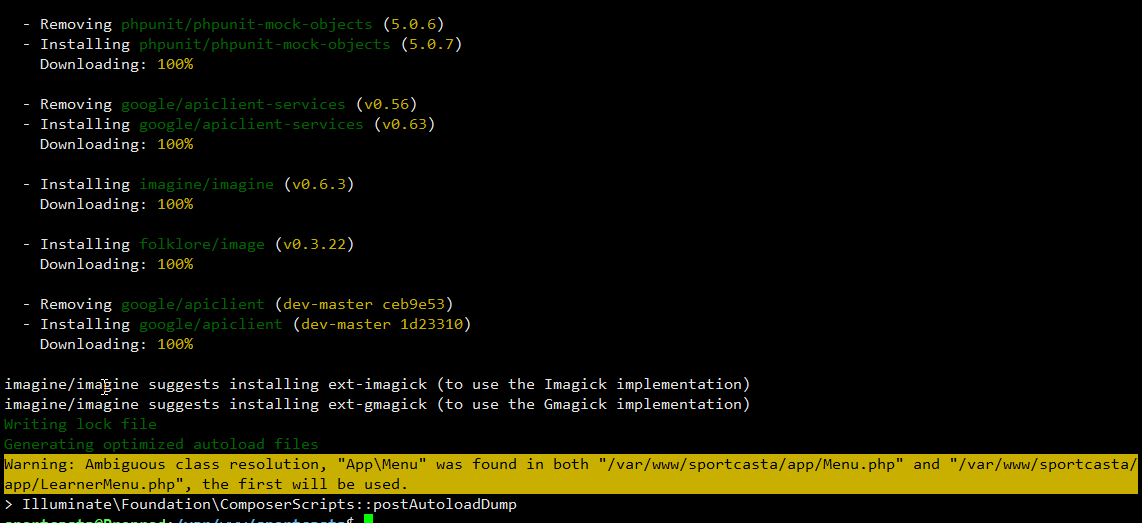 - Removing phpunit/phpunit-mock-objects (5.0.6)
- Installing phpunit/phpunit-mock-objects (5.0.7)
Downloading: 100%
- Removing google/apiclient-services (v0.56)
- Installing google/apiclient-services (v0.63)
Downloading: 100%
- Installing imagine/imagine (v0.6.3)
Downloading: 100%
- Installing folklore/image (v0.3.22)
Downloading: 100%
- Removing google/apiclient (dev-master ceb9e53)
- Installing google/apiclient (dev-master 1d23310)
Downloading: 100%
imagine/imagine suggests installing ext-imagick (to use the Imagick implementation)
imagine/imagine suggests installing ext-gmagick (to use the Gmagick implementation)
Writing lock file
Generating optimized autoload files
Warning: Ambiguous class resolution, "App\Menu" was found in both "/var/www/sportcasta/app/Menu.php" and "/var/www/sportcasta/
app/LearnerMenu.php", the first will be used.
> Illuminate\Foundation\ComposerScripts::postAutoloadDump